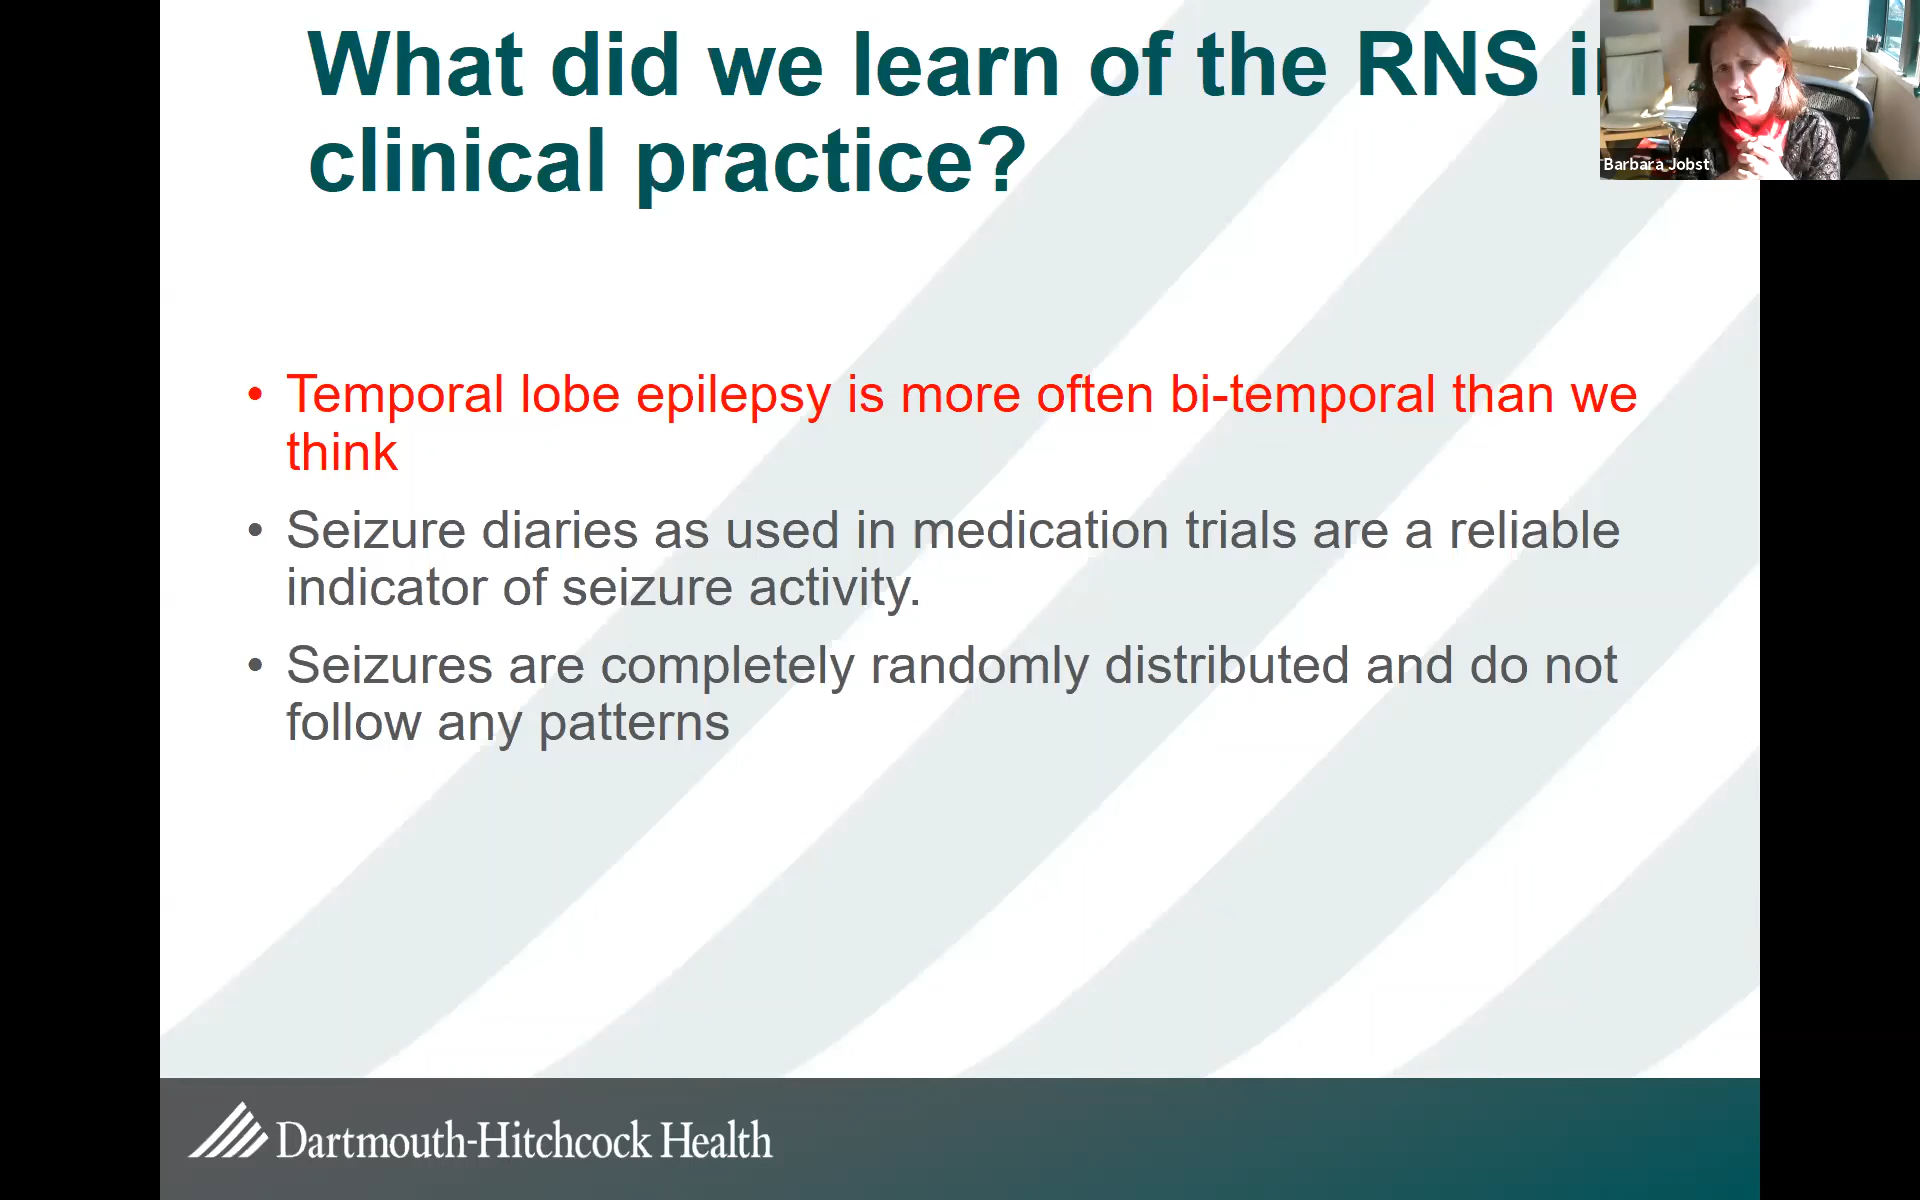 What did we learn of the RNS i
clinical practice?
Barbara Jobst
• Temporal lobe epilepsy is more often bi-temporal than we
think
• Seizure diaries as used in medication trials are a reliable
indicator of seizure activity.
• Seizures are completely randomly distributed and do not
follow any patterns
Dartmouth-Hitchcock Health